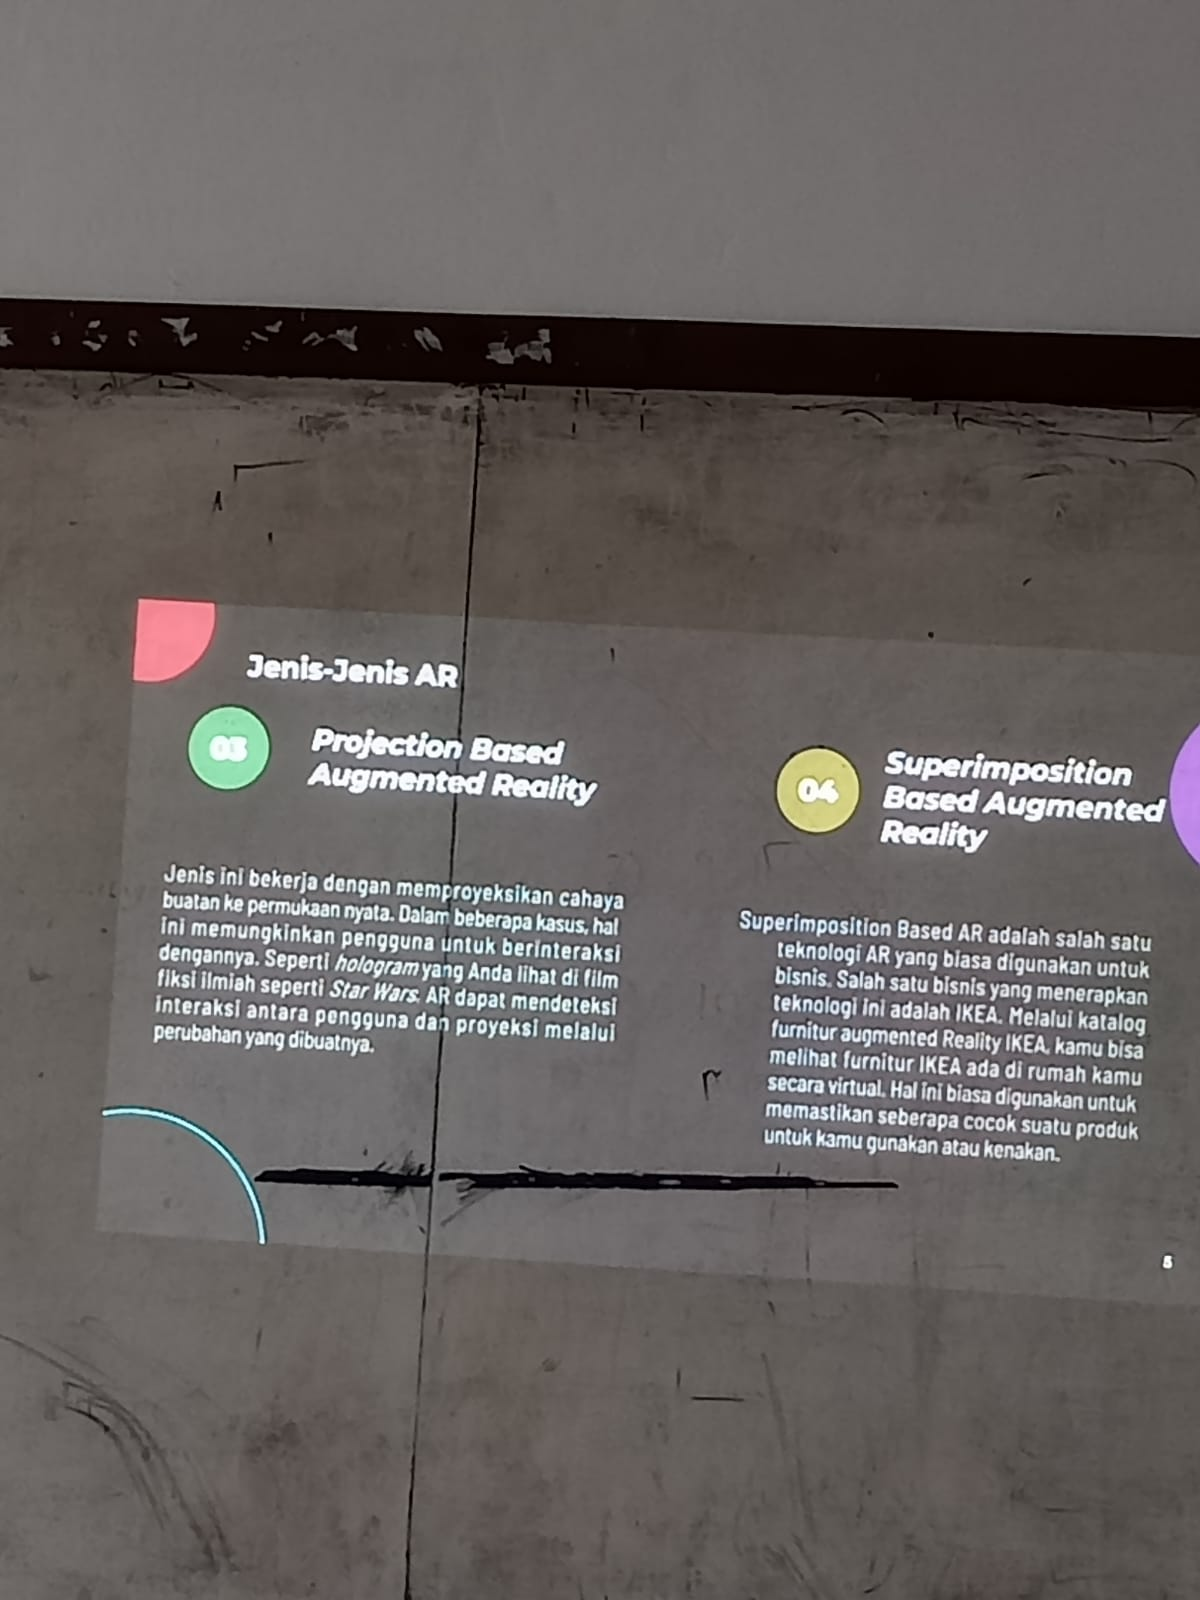 Jenis-Jenis AR
03
Projection Based
Augmented Reality
Jenis ini bekerja dengan memproyeksikan cahaya
buatan ke permukaan nyata. Dalam beberapa kasus, hal
ini memungkinkan pengguna untuk berinteraksi
dengannya. Seperti hologram yang Anda lihat di film
fiksi ilmiah seperti Star Wars. AR dapat mendeteksi
interaksi antara pengguna dan proyeksi melalui
perubahan yang dibuatnya.
04
Superimposition
Based Augmented
Reality
Superimposition Based AR adalah salah satu
teknologi AR yang biasa digunakan untuk
bisnis. Salah satu bisnis yang menerapkan
teknologi ini adalah IKEA. Melalui katalog
furnitur augmented Reality IKEA, kamu bisa
melihat furnitur IKEA ada di rumah kamu
secara virtual. Hal ini biasa digunakan untuk
memastikan seberapa cocok suatu produk
untuk kamu gunakan atau kenakan.
5